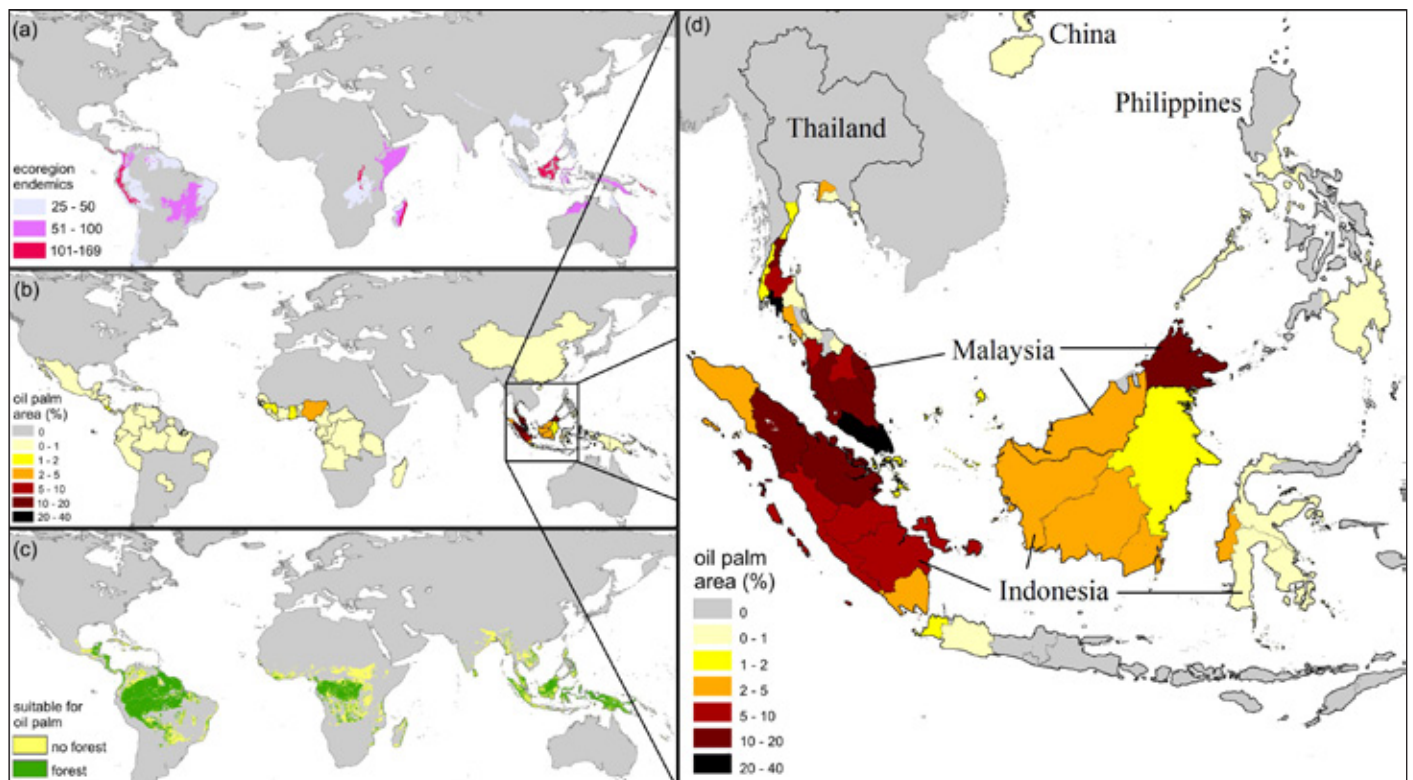 (a)
ecoregion
endemics
25 - 50
51 - 100
101-169
(b)
oil palm
area (%)
0
0 - 1
1 - 2
2 - 5
5 - 10
10 - 20
20 - 40
(c)
suitable for
oil palm
no forest
forest
(d)
China
Philippines
Thailand
Malaysia
Indonesia
oil palm
area (%)
0
0 - 1
1 - 2
2 - 5
5 - 10
10 - 20
20 - 40